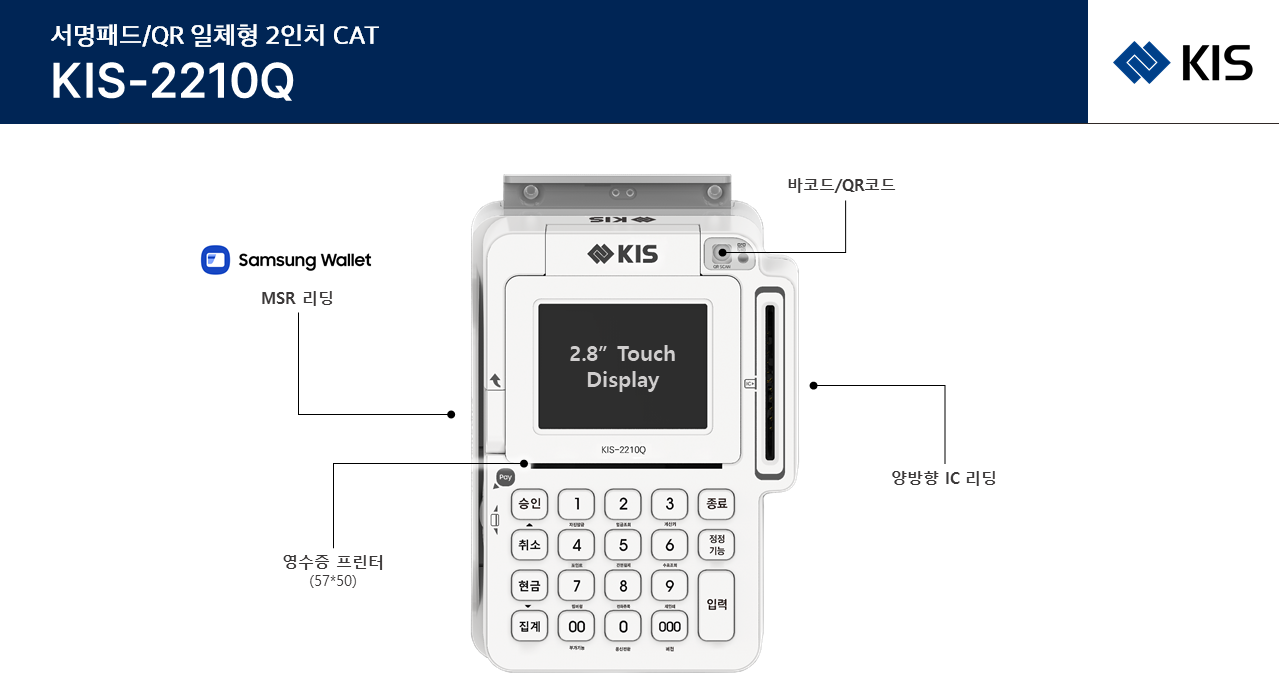 서명패드/QR 일체형 2인치 CAT
KIS-2210Q
KIS
바코드/QR코드
Samsung Wallet
MSR 리딩
KIS
KIS
QR SCAN
2.8” Touch
Display
IC
KIS-2210Q
양방향 IC 리딩
영수증 프린터
(57*50)
Pay
승인 1 2 3 종료
취소 4 5 6 정정
기능
현금 7 8 9 입력
집계 00 0 000